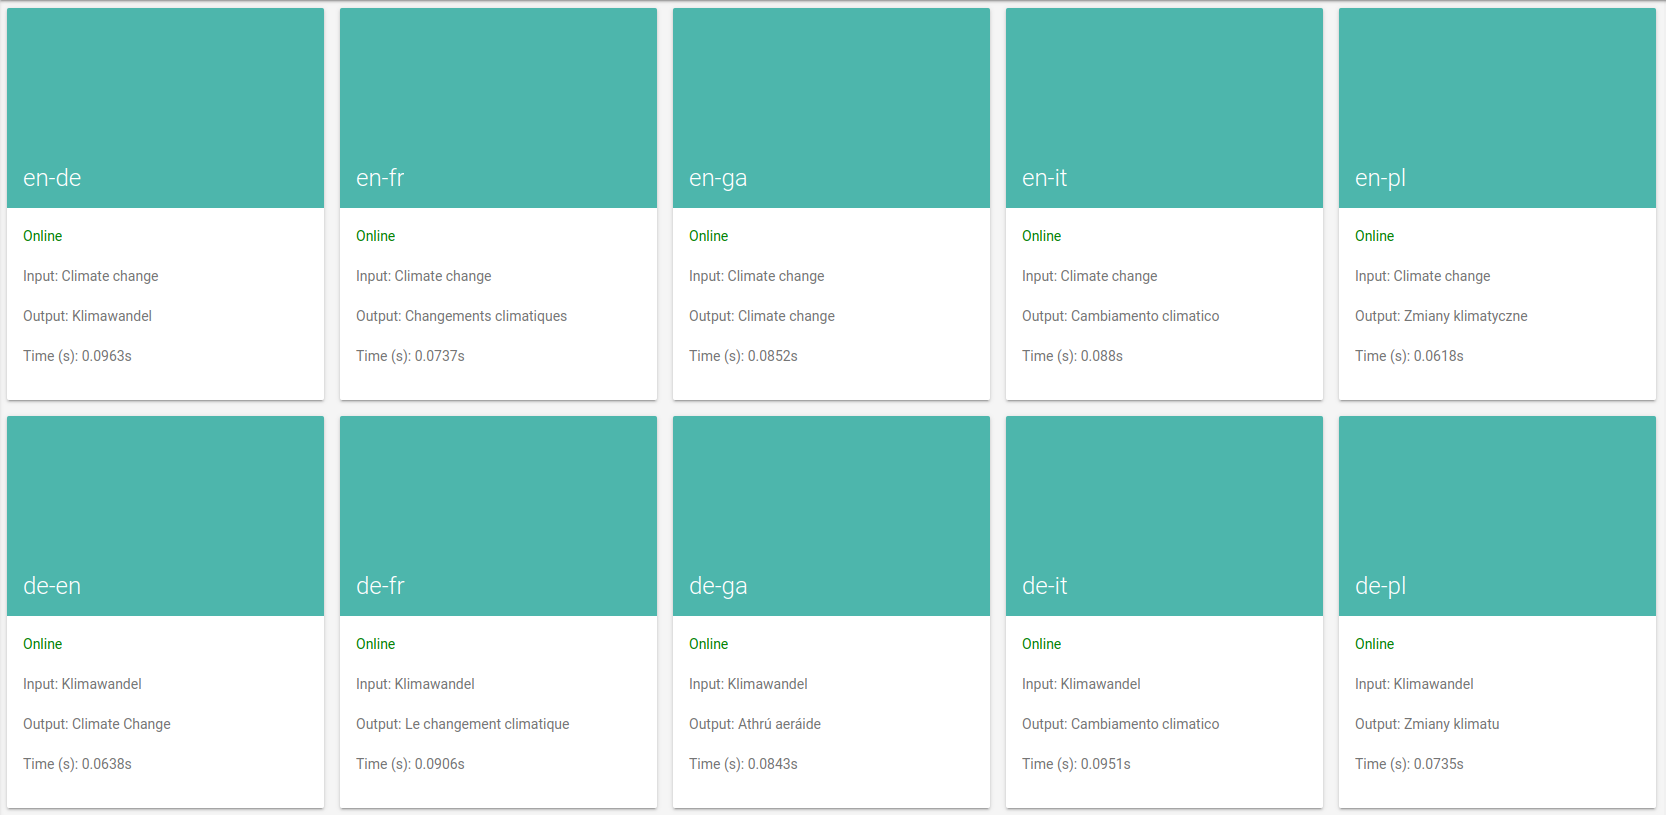 en-de
Online
Input: Climate change
Output: Klimawandel
Time (s): 0.0963s
en-fr
Online
Input: Climate change
Output: Changements climatiques
Time (s): 0.0737s
en-ga
Online
Input: Climate change
Output: Climate change
Time (s): 0.0852s
en-it
Online
Input: Climate change
Output: Cambiamento climatico
Time (s): 0.088s
en-pl
Online
Input: Climate change
Output: Zmiany klimatyczne
Time (s): 0.0618s
de-en
Online
Input: Klimawandel
Output: Climate Change
Time (s): 0.0638s
de-fr
Online
Input: Klimawandel
Output: Le changement climatique
Time (s): 0.0906s
de-ga
Online
Input: Klimawandel
Output: Athrú aeráide
Time (s): 0.0843s
de-it
Online
Input: Klimawandel
Output: Cambiamento climatico
Time (s): 0.0951s
de-pl
Online
Input: Klimawandel
Output: Zmiany klimatu
Time (s): 0.0735s